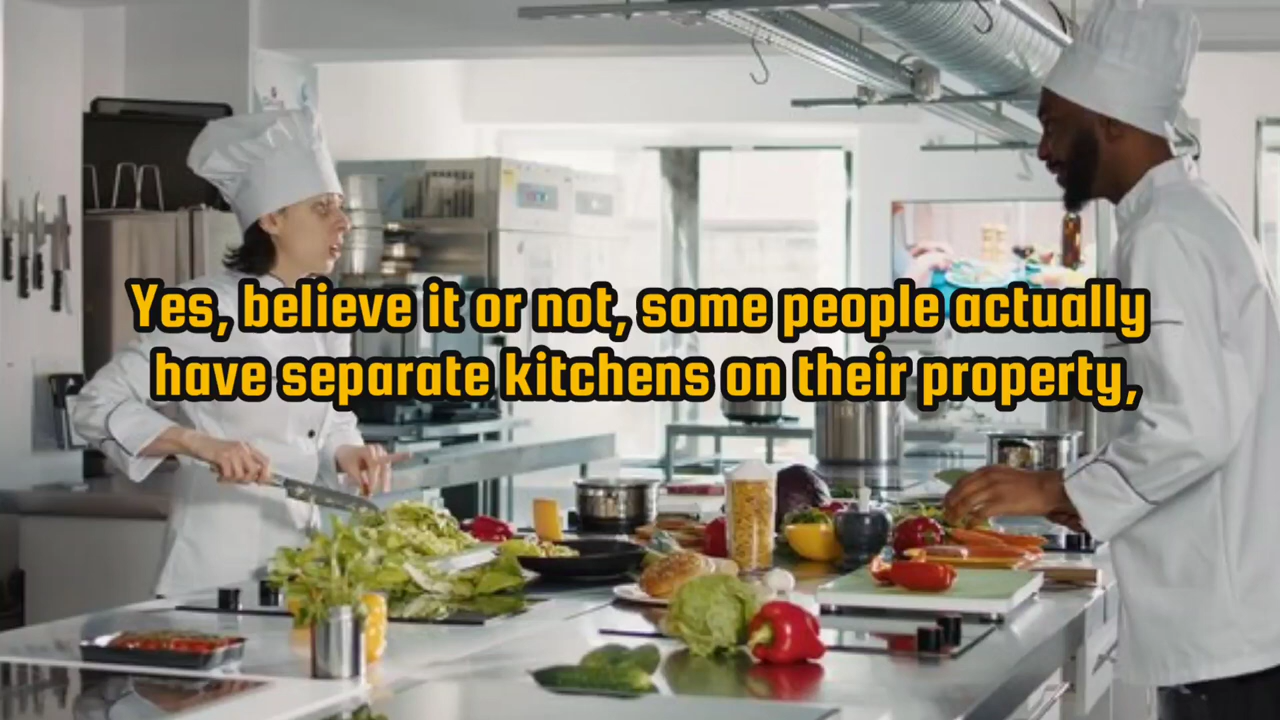 Yes, believe it or not, some people actually
have separate kitchens on their property,